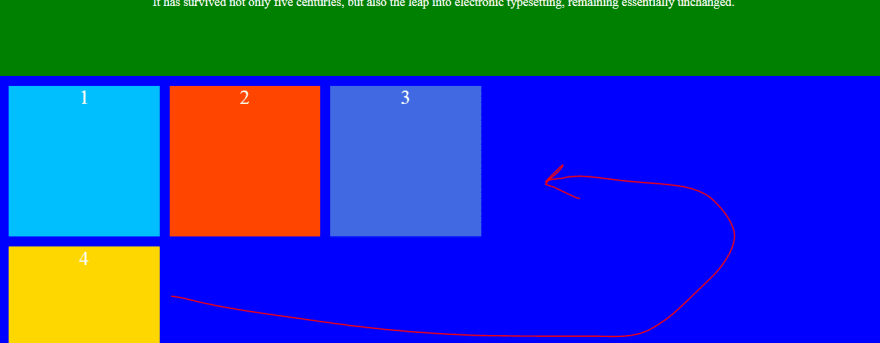 It has survived not only five centuries, but also the leap into electronic typesetting, remaining essentially unchanged.
1
2
3
4